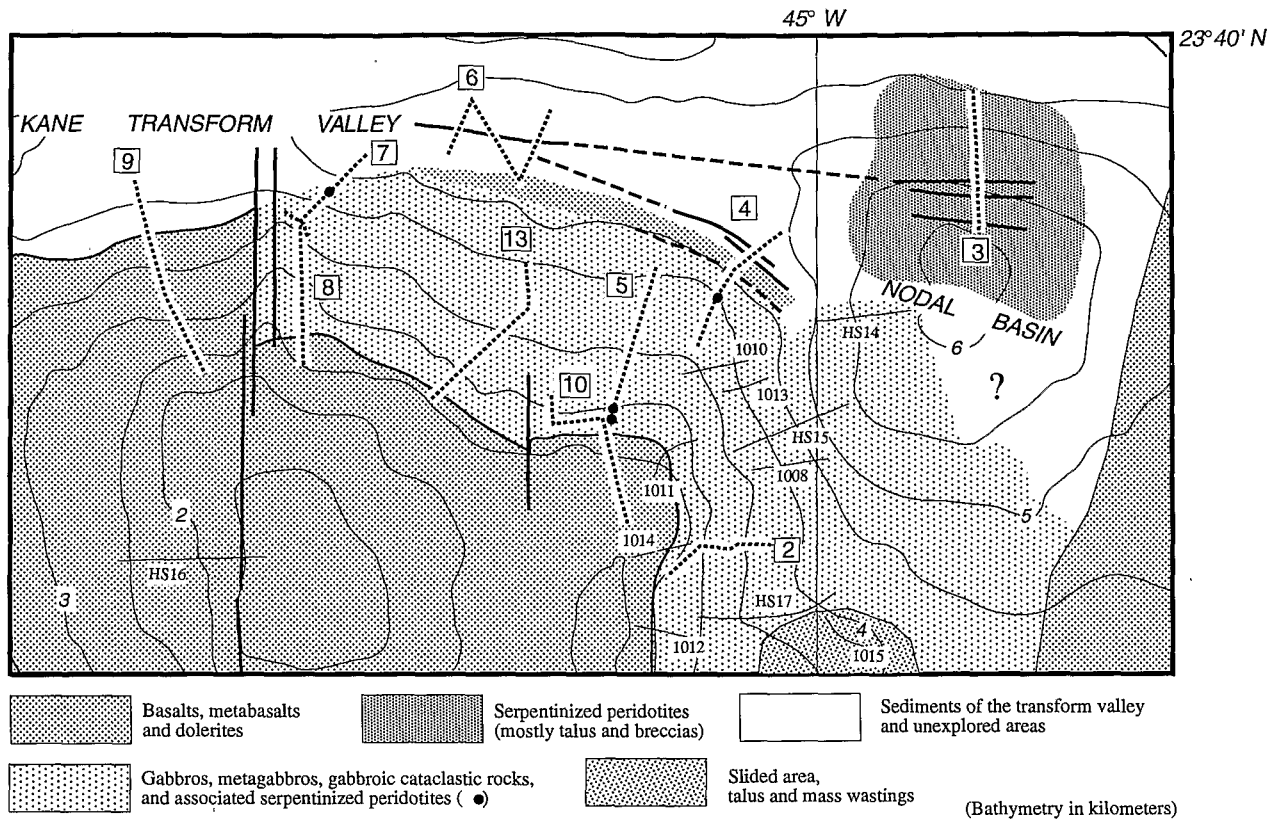 45° W
23°40' N
6
KANE TRANSFORM VALLEY
9
7
4
13
3
8
5
NODAL BASIN
HS14
6
1010
?
10
1013
HS15
1008
1011
2
5
1014
2
HS16
3
HS17
4
1012
1015
Basalts, metabasalts
and dolerites
Serpentinized peridotites
(mostly talus and breccias)
Sediments of the transform valley
and unexplored areas
Gabbros, metagabbros, gabbroic cataclastic rocks,
and associated serpentinized peridotites ( ● )
Slided area,
talus and mass wastings
(Bathymetry in kilometers)